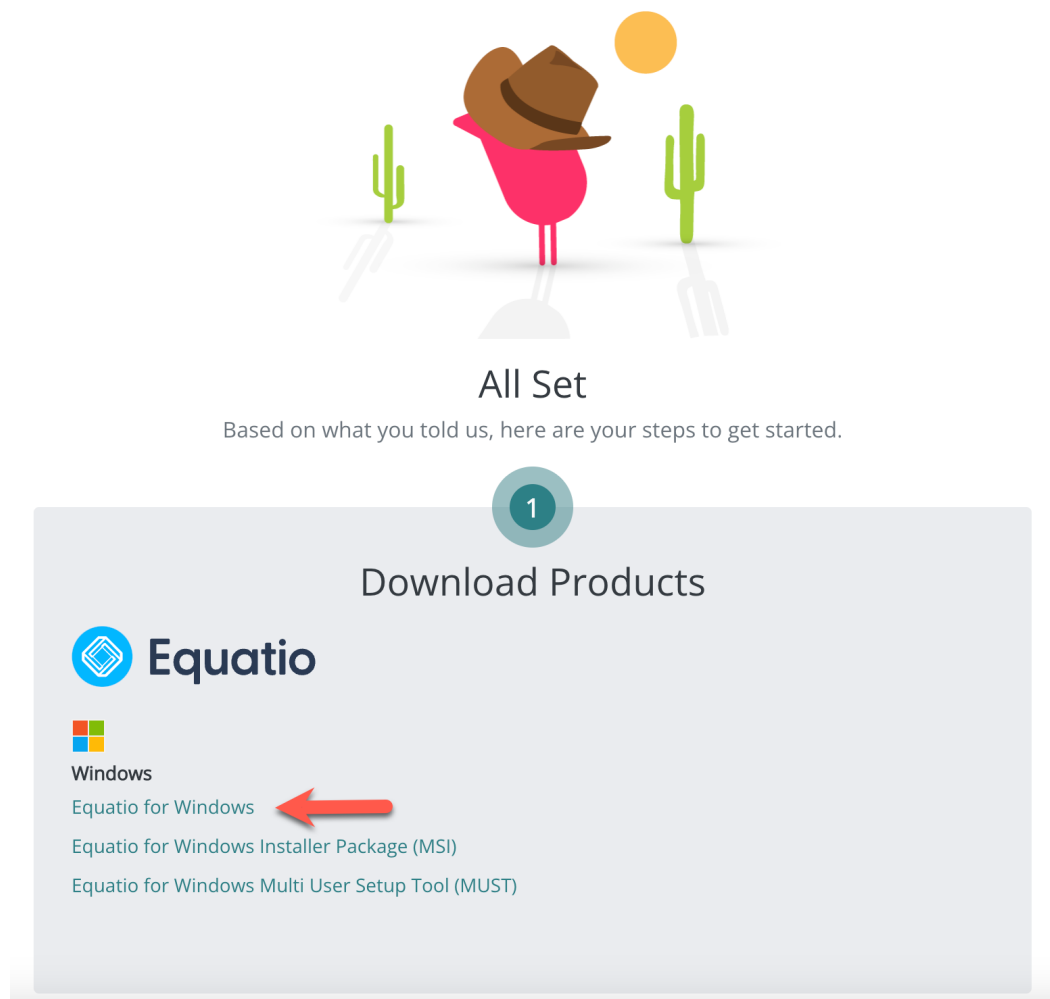 All Set
Based on what you told us, here are your steps to get started.
1
Download Products
Equatio
Windows
Equatio for Windows
Equatio for Windows Installer Package (MSI)
Equatio for Windows Multi User Setup Tool (MUST)